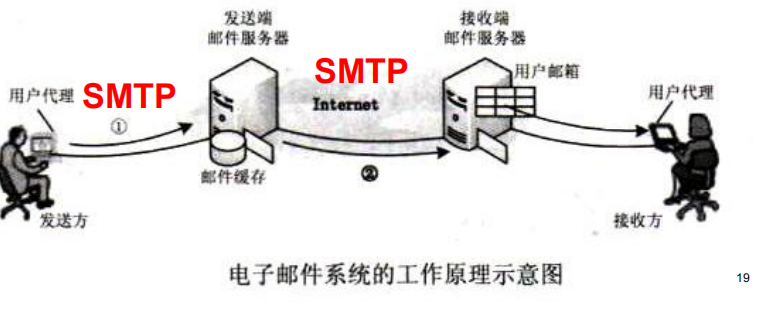 发送端
邮件服务器
接收端
邮件服务器
用户代理
SMTP
①
SMTP
Internet
用户邮箱
用户代理
邮件缓存
②
发送方
接收方
电子邮件系统的工作原理示意图
19